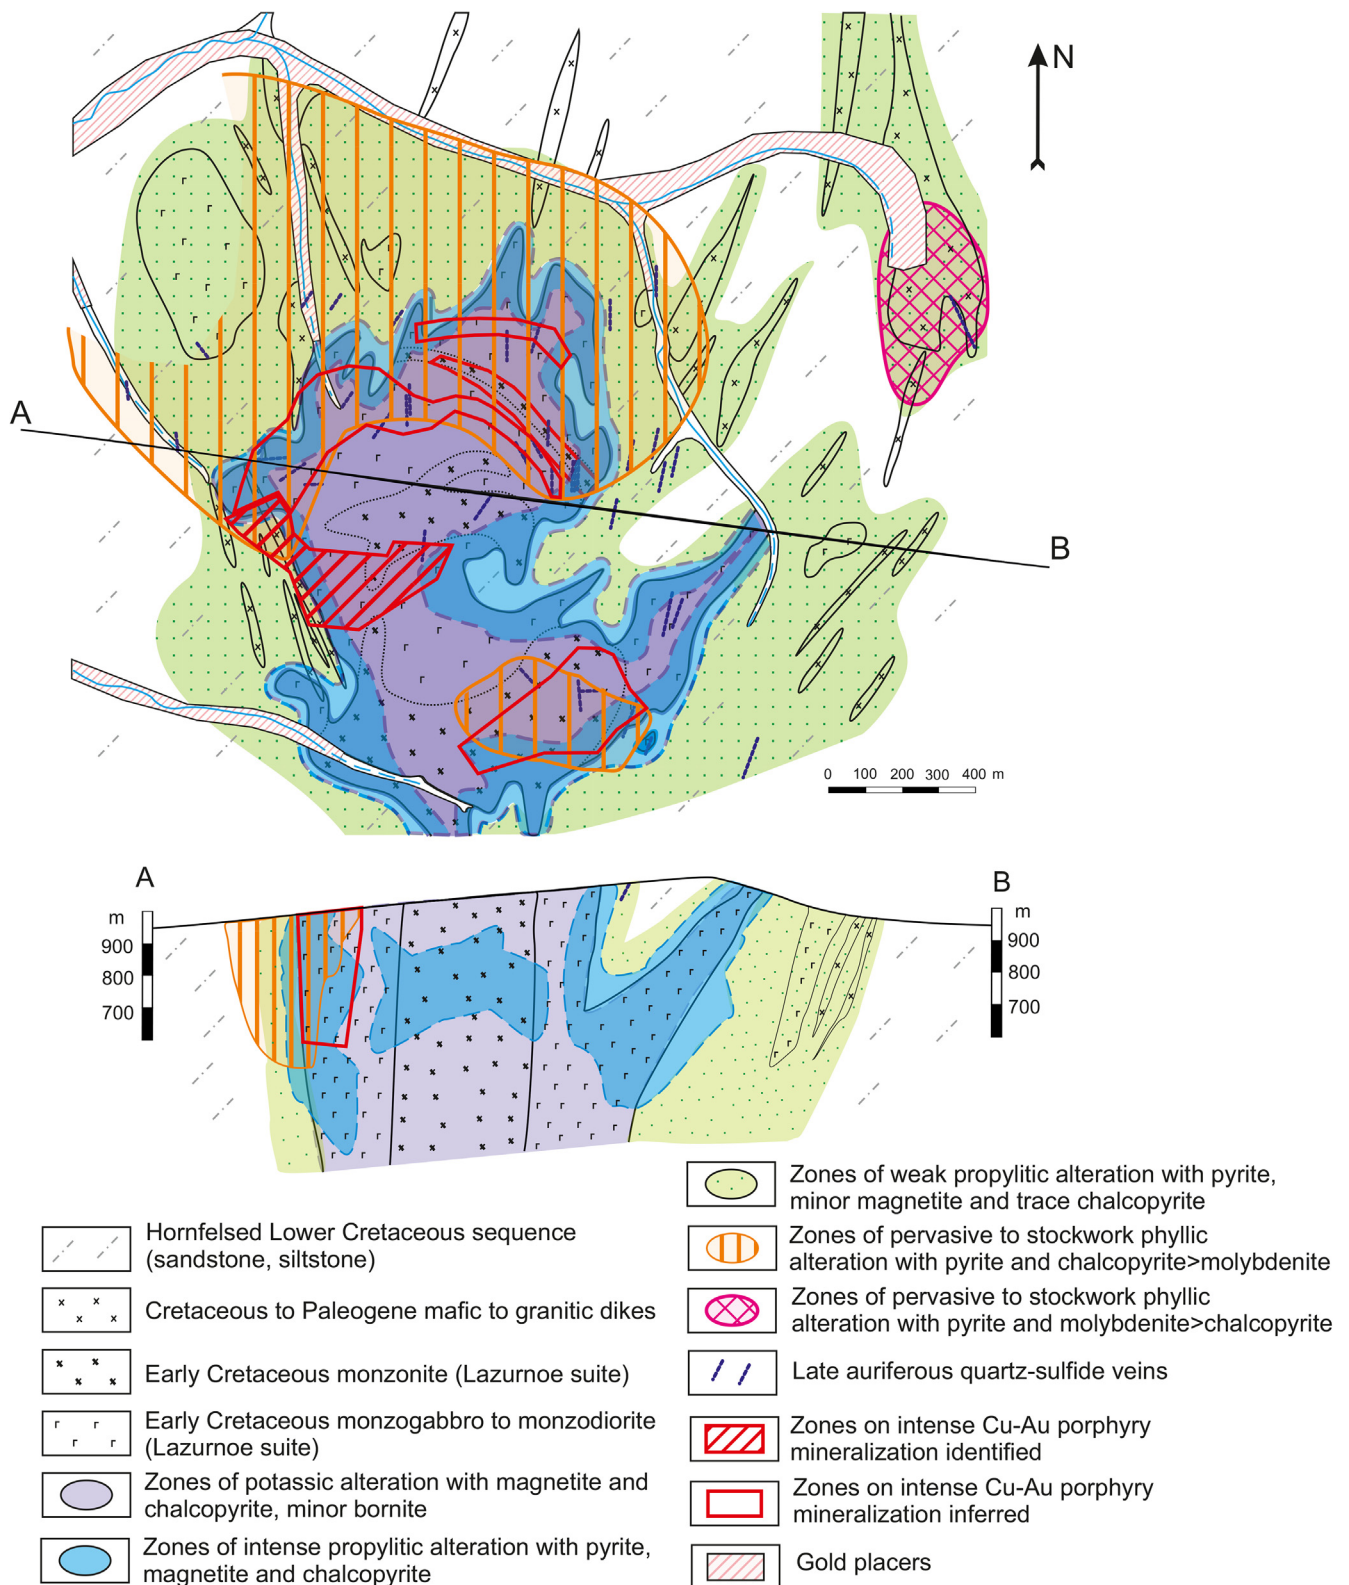 N
A
B
0 100 200 300 400 m
A
B
m
900
800
700
m
900
800
700
Hornfelsed Lower Cretaceous sequence
(sandstone, siltstone)
Cretaceous to Paleogene mafic to granitic dikes
Early Cretaceous monzonite (Lazurnoe suite)
Early Cretaceous monzogabbro to monzodiorite
(Lazurnoe suite)
Zones of potassic alteration with magnetite and
chalcopyrite, minor bornite
Zones of intense propylitic alteration with pyrite,
magnetite and chalcopyrite
Zones of weak propylitic alteration with pyrite,
minor magnetite and trace chalcopyrite
Zones of pervasive to stockwork phyllic
alteration with pyrite and chalcopyrite>molybdenite
Zones of pervasive to stockwork phyllic
alteration with pyrite and molybdenite>chalcopyrite
Late auriferous quartz-sulfide veins
Zones on intense Cu-Au porphyry
mineralization identified
Zones on intense Cu-Au porphyry
mineralization inferred
Gold placers